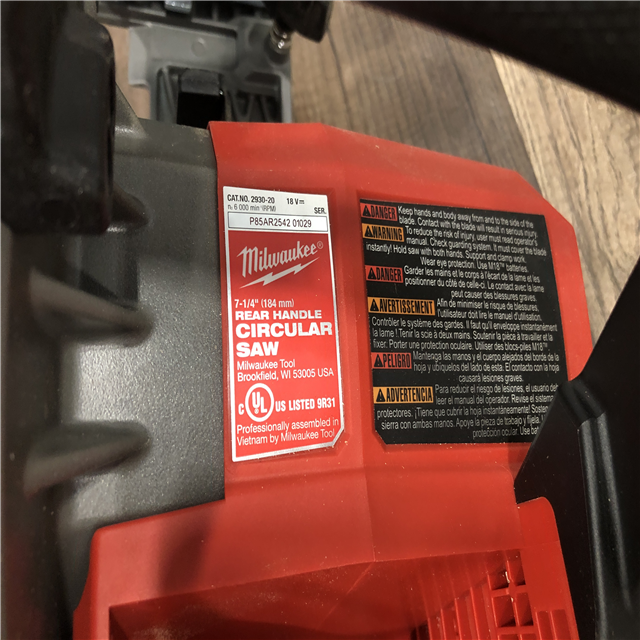 CAT.NO. 2930-20 18 V
n₀ 6 000 min⁻¹(RPM) SER.
P85AR2542 01029
Milwaukee®
7-1/4" (184 mm)
REAR HANDLE
CIRCULAR
SAW
Milwaukee Tool
Brookfield, WI 53005 USA
C UL US LISTED 9R31
Professionally assembled in
Vietnam by Milwaukee Tool
DANGER Keep hands and body away from and to the side of the
blade. Contact with the blade will result in serious injury.
WARNING To reduce the risk of injury, user must read operator's
manual. Check guarding system. It must cover the blade
instantly! Hold saw with both hands. Support and clamp work.
Wear eye protection. Use M18™ batteries.
DANGER Garder les mains et le corps à l'écart de la lame et les
positionner du côté de celle-ci. Le contact avec la lame
peut causer des blessures graves.
AVERTISSEMENT Afin de minimiser le risque de blessures,
l'utilisateur doit lire le manuel d'utilisation.
Contrôler le système de gardes. Il faut qu'il enveloppe instantanément
la lame ! Tenir la scie à deux mains. Soutenir la pièce à travailler et la
fixer. Porter une protection oculaire. Utiliser des blocs-piles M18™
PELIGRO Mantenga las manos y el cuerpo alejados del borde de la
hoja y ubíquelos del lado de esta. El contacto con la hoja
causará lesiones graves.
ADVERTENCIA Para reducir el riesgo de lesiones, el usuario debe
leer el manual del operador. Revise el sistema
protectores. ¡Tiene que cubrir la hoja instantáneamente! Sostenga
sierra con ambas manos. Apoye la pieza de trabajo y fíjela.
protección ocular. Use